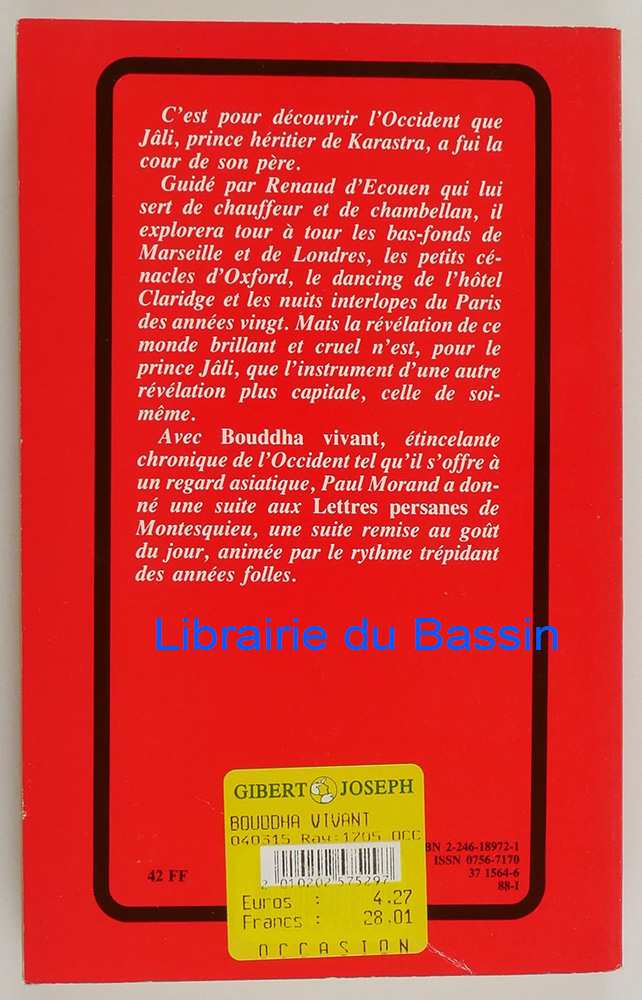 C'est pour découvrir l'Occident que
Jâli, prince héritier de Karastra, a fui la
cour de son père.
Guidé par Renaud d'Ecouen qui lui
sert de chauffeur et de chambellan, il
explorera tour à tour les bas-fonds de
Marseille et de Londres, les petits cé-
nacles d'Oxford, le dancing de l'hôtel
Claridge et les nuits interlopes du Paris
des années vingt. Mais la révélation de ce
monde brillant et cruel n'est, pour le
prince Jâli, que l'instrument d'une autre
révélation plus capitale, celle de soi-
même.
Avec Bouddha vivant, étincelante
chronique de l'Occident tel qu'il s'offre à
un regard asiatique, Paul Morand a don-
né une suite aux Lettres persanes de
Montesquieu, une suite remise au goût
du jour, animée par le rythme trépidant
des années folles.
Librairie du Bassin
GIBERT JOSEPH
BOUDDHA VIVANT
040315 Ray:1705 OCC
2 010202 575297
Euros : 4.27
Francs : 28.01
OCCASION
42 FF
BN 2-246-18972-1
ISSN 0756-7170
37 1564-6
88-I